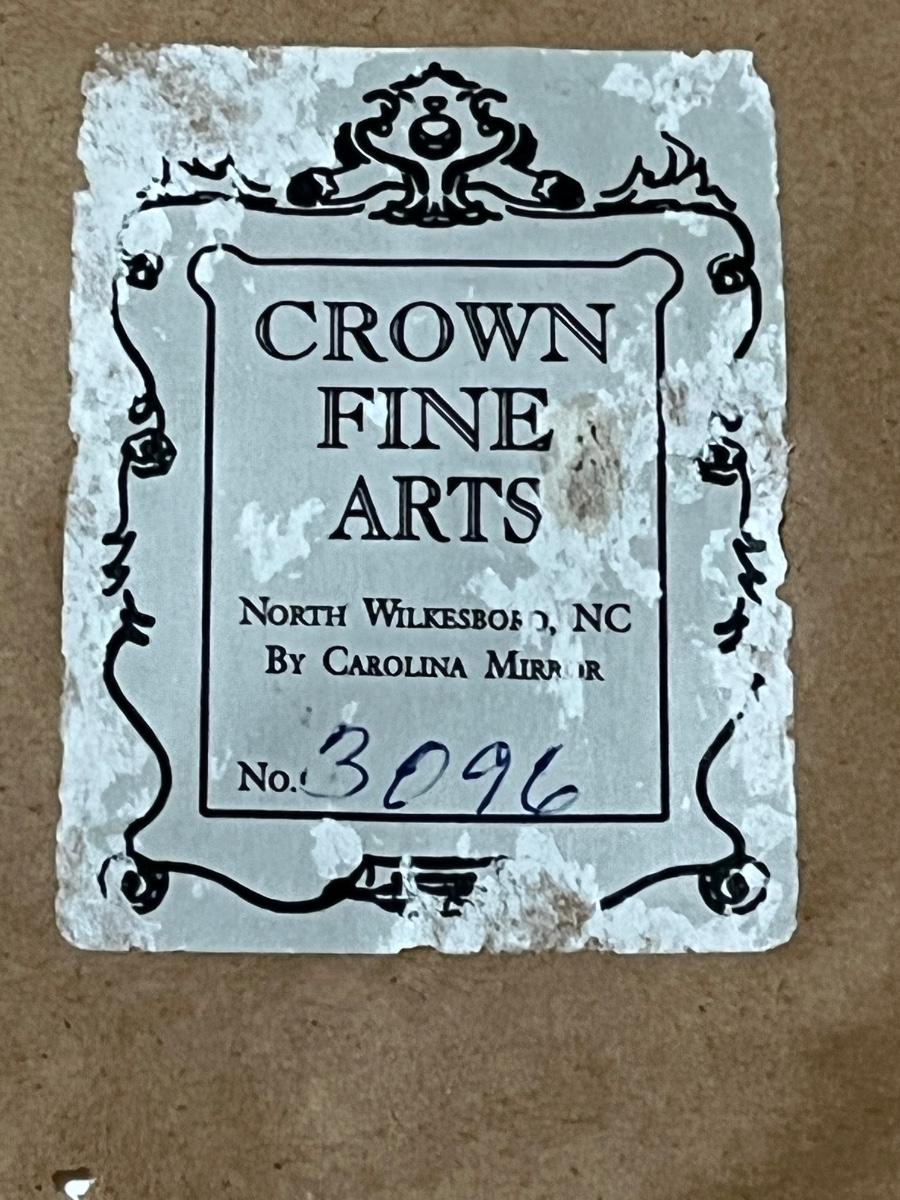 CROWN
FINE
ARTS
NORTH WILKESBORO, NC
BY CAROLINA MIRROR
No. 3096